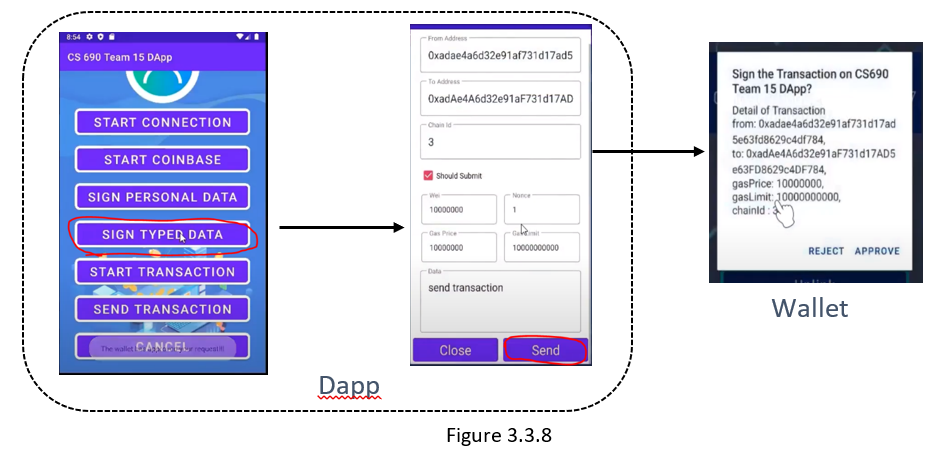 8:54
CS 690 Team 15 DApp
START CONNECTION
START COINBASE
SIGN PERSONAL DATA
SIGN TYPED DATA
START TRANSACTION
SEND TRANSACTION
CANCEL
The wallet
From Address
0xadae4a6d32e91af731d17ad5
To Address
0xadAe4A6d32e91aF731d17AD
Chain Id
3
Should Submit
Wei
Nonce
10000000
1
Gas Price
Gas Limit
10000000
10000000000
Data
send transaction
Close
Send
Sign the Transaction on CS690
Team 15 DApp?
Detail of Transaction
from: 0xadae4a6d32e91af731d17ad
5e63fd8629c4df784,
to: 0xadAe4A6d32e91aF731d17AD5
e63FD8629c4DF784,
gasPrice: 10000000,
gasLimit: 10000000000,
chainId : 3
REJECT APPROVE
Wallet
Dapp
Figure 3.3.8